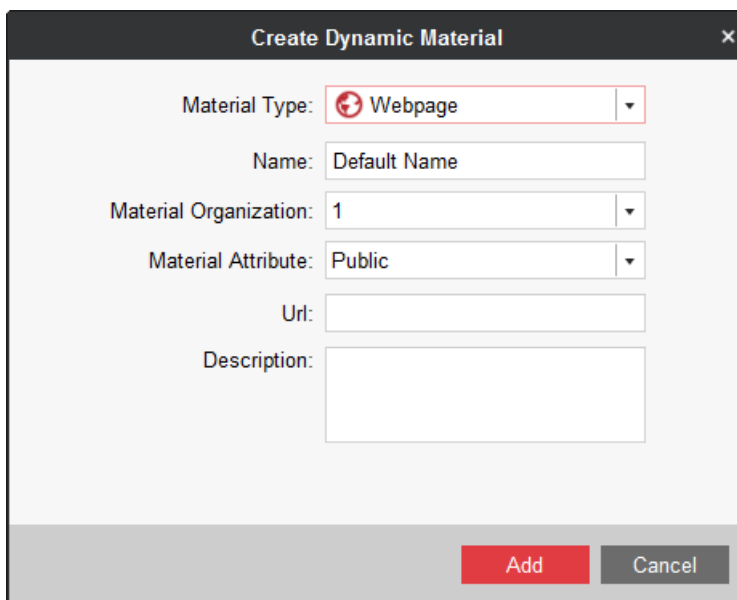 Create Dynamic Material ×
Material Type: Webpage
Name: Default Name
Material Organization: 1
Material Attribute: Public
Url:
Description:
Add Cancel